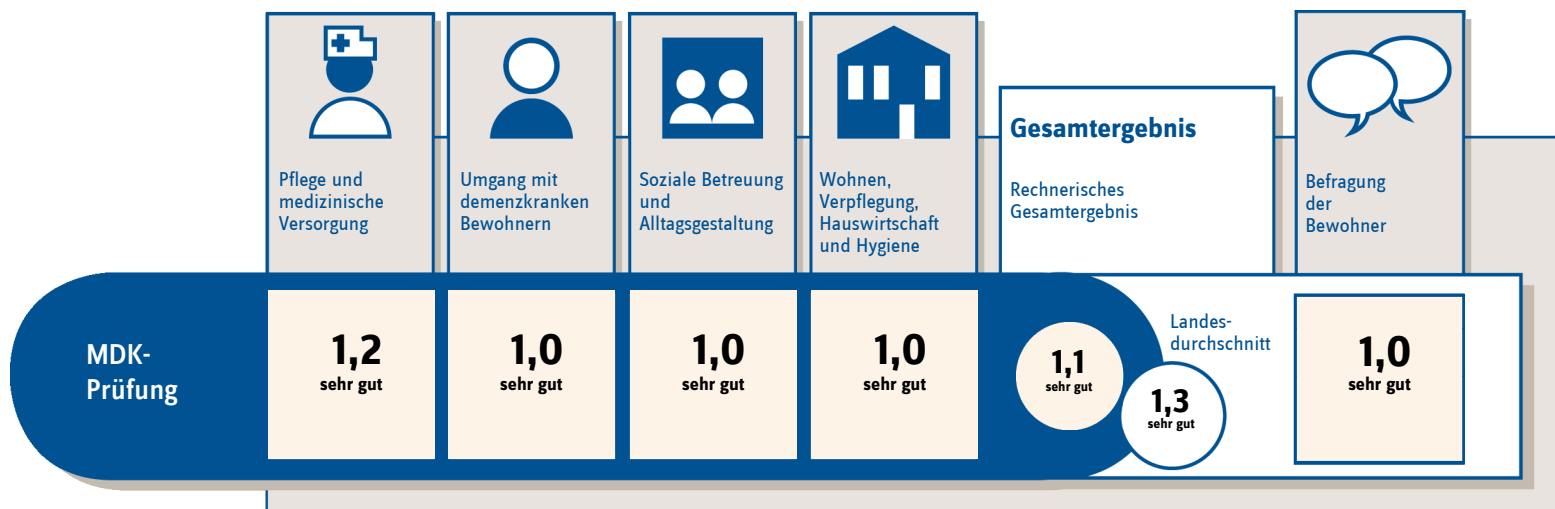 Pflege und
medizinische
Versorgung
Umgang mit
demenzkranken
Bewohnern
Soziale Betreuung
und
Alltagsgestaltung
Wohnen,
Verpflegung,
Hauswirtschaft
und Hygiene
Gesamtergebnis
Rechnerisches
Gesamtergebnis
Befragung
der
Bewohner
MDK-
Prüfung
1,2
sehr gut
1,0
sehr gut
1,0
sehr gut
1,0
sehr gut
1,1
sehr gut
Landes-
durchschnitt
1,3
sehr gut
1,0
sehr gut